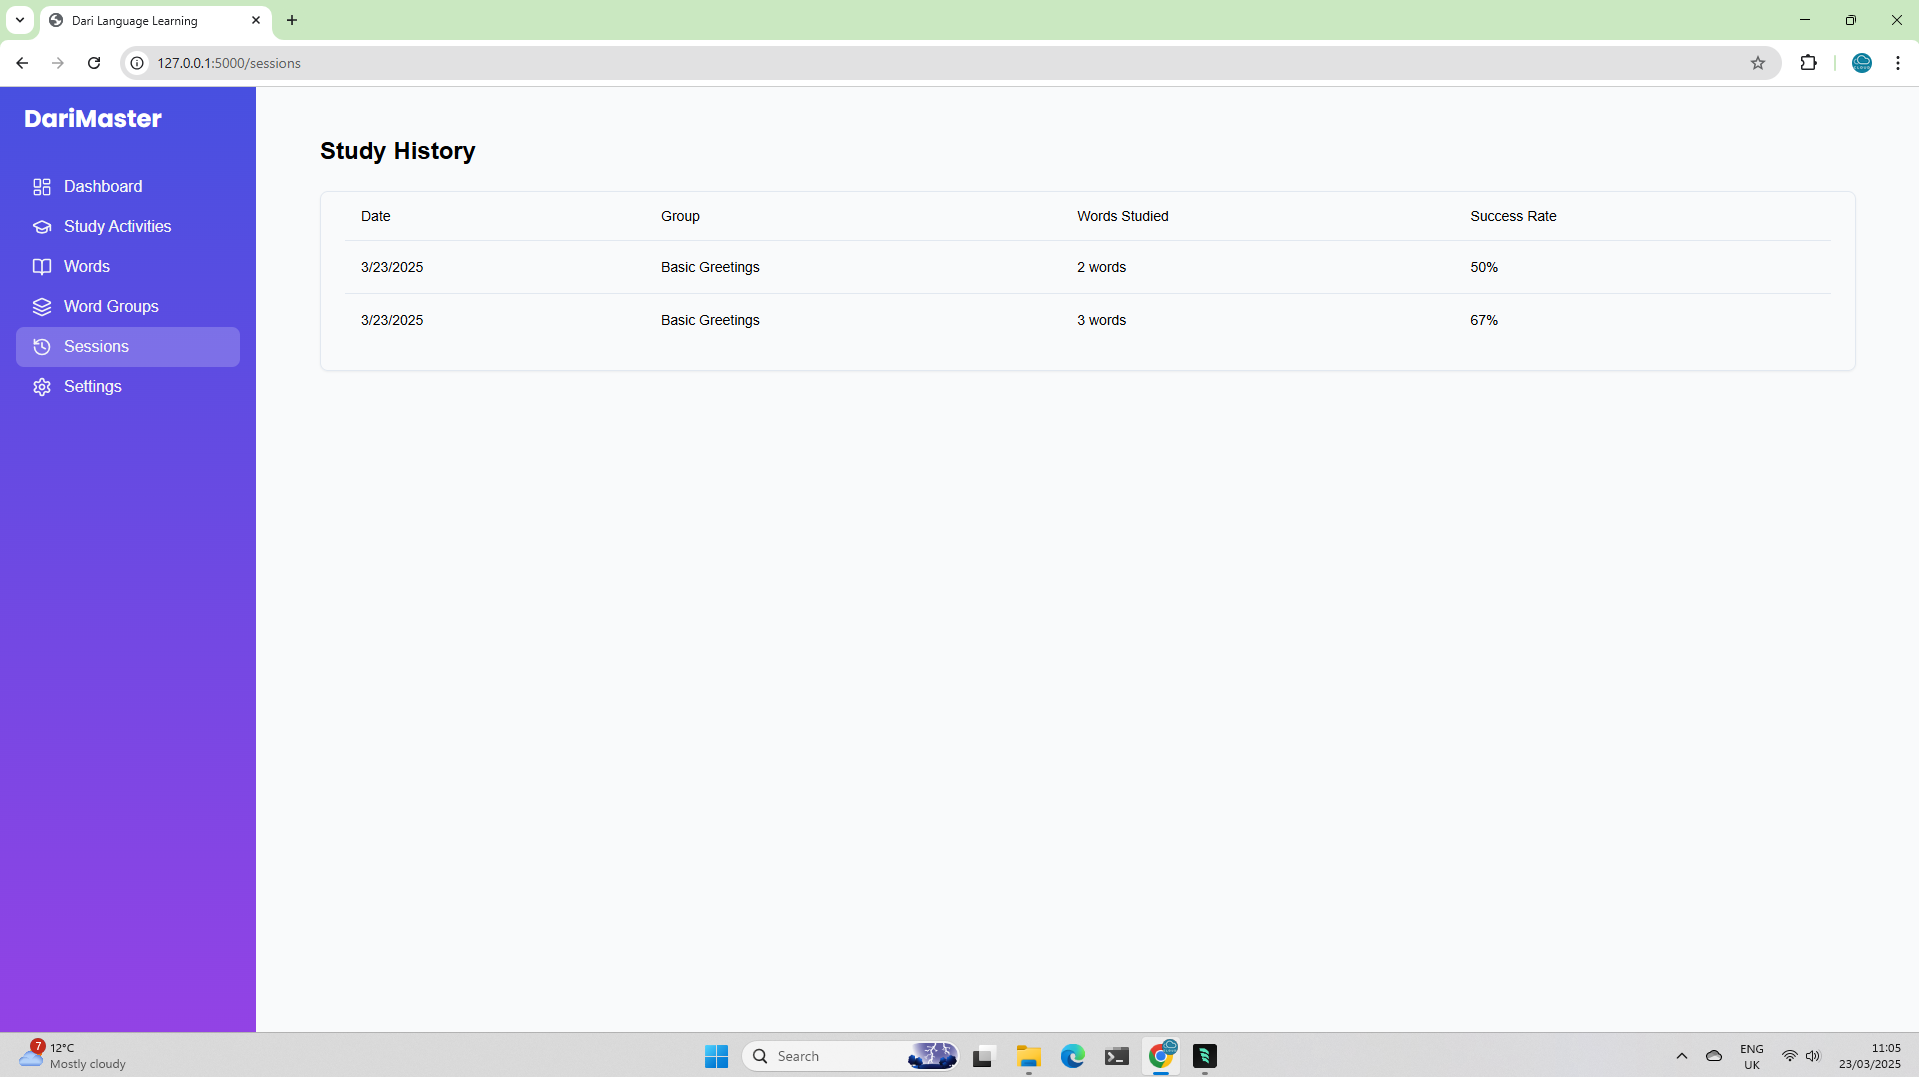 Dari Language Learning
127.0.0.1:5000/sessions
DariMaster
Dashboard
Study Activities
Words
Word Groups
Sessions
Settings
Study History
Date Group Words Studied Success Rate
3/23/2025 Basic Greetings 2 words 50%
3/23/2025 Basic Greetings 3 words 67%
7
12°C
Mostly cloudy
Search
ENG
UK
11:05
23/03/2025